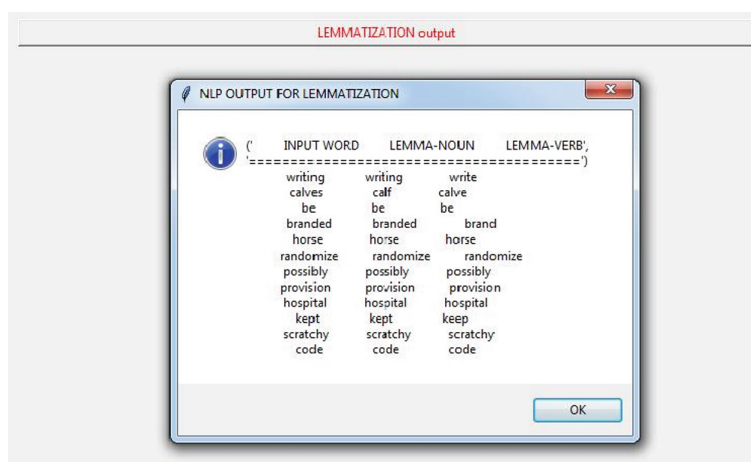 LEMMATIZATION output
NLP OUTPUT FOR LEMMATIZATION
(' INPUT WORD LEMMA-NOUN LEMMA-VERB',
'========================================')
writing writing write
calves calf calve
be be be
branded branded brand
horse horse horse
randomize randomize randomize
possibly possibly possibly
provision provision provision
hospital hospital hospital
kept kept keep
scratchy scratchy scratchy
code code code
OK